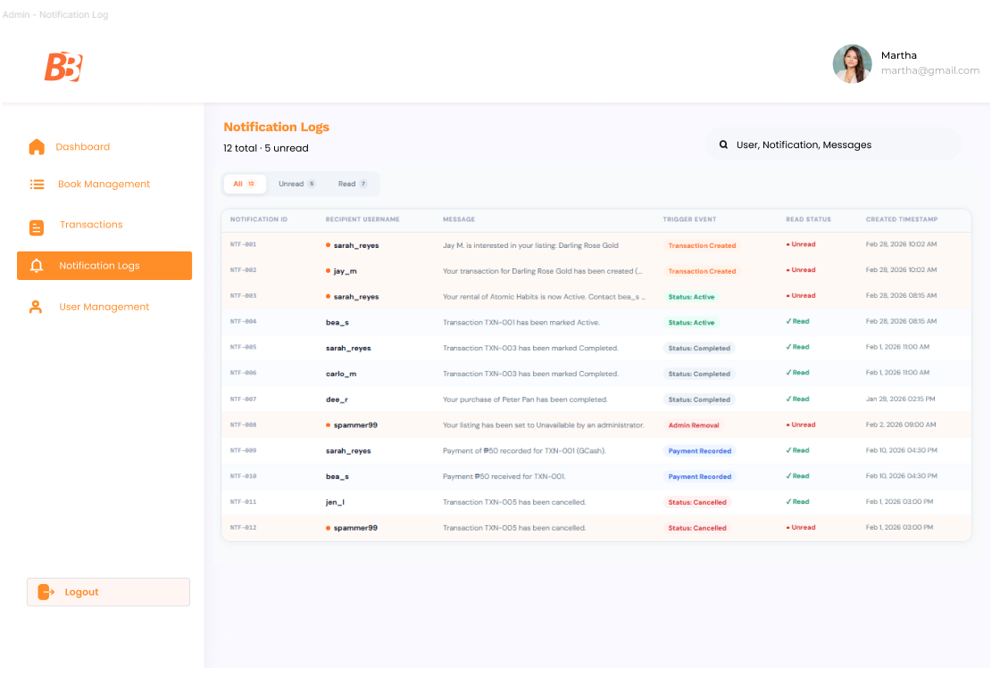 Admin - Notification Log
BB
Martha
martha@gmail.com
Dashboard
Book Management
Transactions
Notification Logs
User Management
Logout
Notification Logs
12 total · 5 unread
User, Notification, Messages
All 12 Unread 5 Read 7
NOTIFICATION ID RECIPIENT USERNAME MESSAGE TRIGGER EVENT READ STATUS CREATED TIMESTAMP
NTF-001 sarah_reyes Jay M. is interested in your listing: Darling Rose Gold Transaction Created Unread Feb 28, 2026 10:02 AM
NTF-002 jay_m Your transaction for Darling Rose Gold has been created (... Transaction Created Unread Feb 28, 2026 10:02 AM
NTF-003 sarah_reyes Your rental of Atomic Habits is now Active. Contact bea_s ... Status: Active Unread Feb 28, 2026 08:15 AM
NTF-004 bea_s Transaction TXN-001 has been marked Active. Status: Active ✓ Read Feb 28, 2026 08:15 AM
NTF-005 sarah_reyes Transaction TXN-003 has been marked Completed. Status: Completed ✓ Read Feb 1, 2026 11:00 AM
NTF-006 carlo_m Transaction TXN-003 has been marked Completed. Status: Completed ✓ Read Feb 1, 2026 11:00 AM
NTF-007 dee_r Your purchase of Peter Pan has been completed. Status: Completed ✓ Read Jan 28, 2026 02:15 PM
NTF-008 spammer99 Your listing has been set to Unavailable by an administrator. Admin Removal Unread Feb 2, 2026 09:00 AM
NTF-009 sarah_reyes Payment of ₱50 recorded for TXN-001 (GCash). Payment Recorded ✓ Read Feb 10, 2026 04:30 PM
NTF-010 bea_s Payment ₱50 received for TXN-001. Payment Recorded ✓ Read Feb 10, 2026 04:30 PM
NTF-011 jen_l Transaction TXN-005 has been cancelled. Status: Cancelled ✓ Read Feb 1, 2026 03:00 PM
NTF-012 spammer99 Transaction TXN-005 has been cancelled. Status: Cancelled Unread Feb 1, 2026 03:00 PM